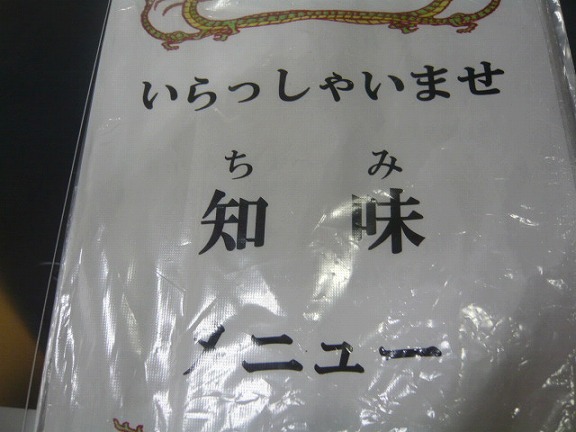 いらっしゃいませ
ち み
知 味
メニュー